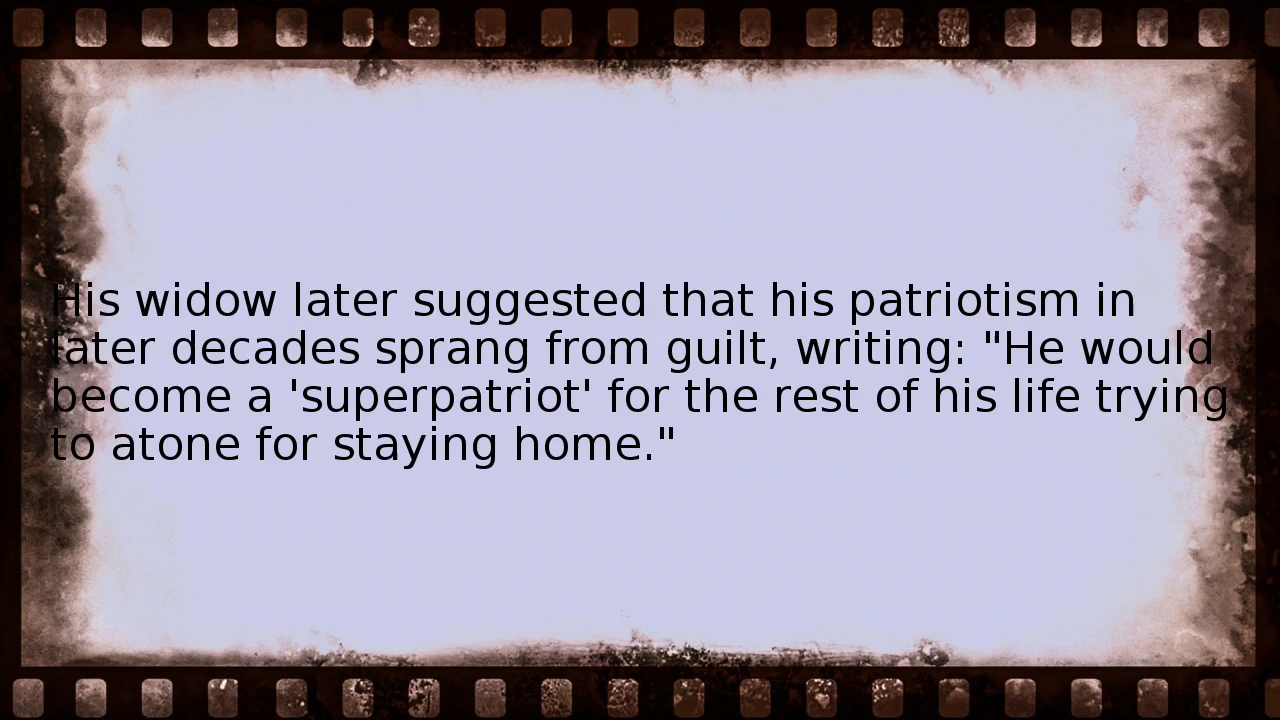 His widow later suggested that his patriotism in
later decades sprang from guilt, writing: "He would
become a 'superpatriot' for the rest of his life trying
to atone for staying home."